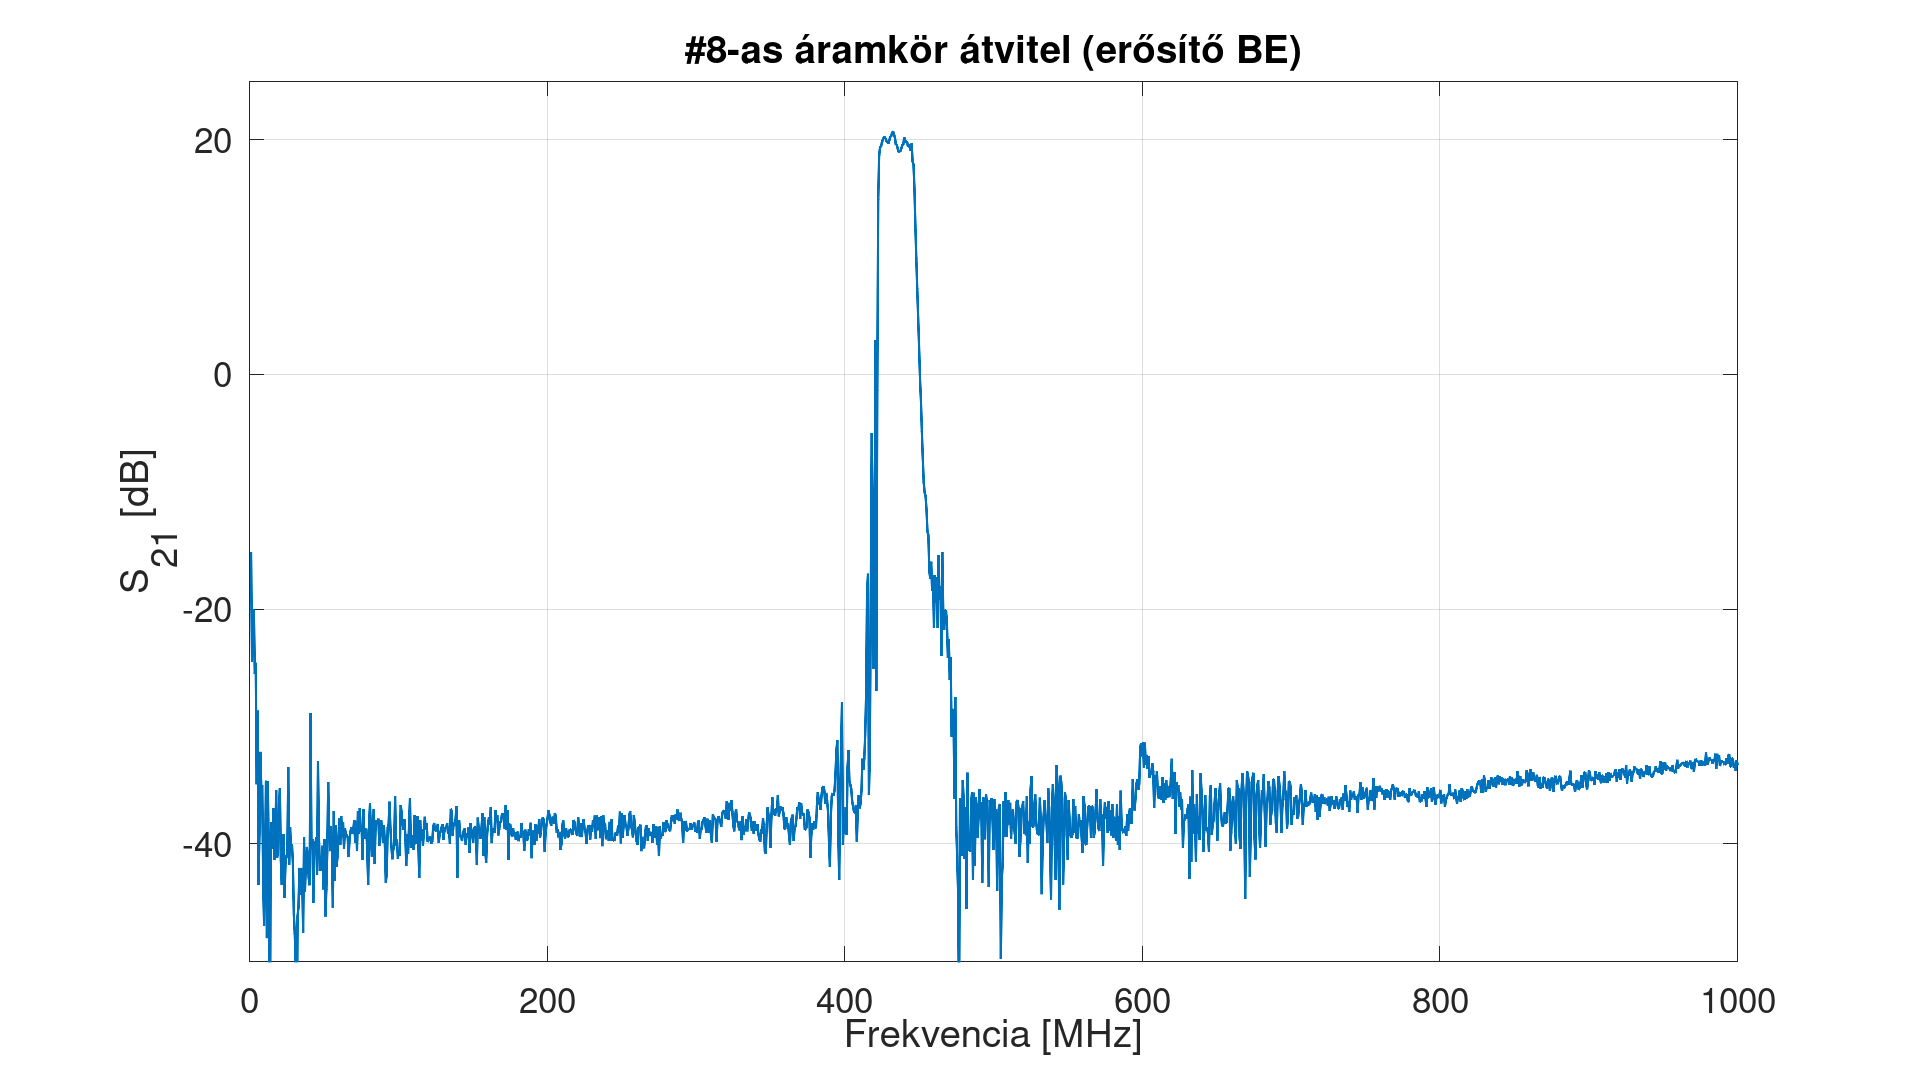 #8-as áramkör átvitel (erősítő BE)
20
0
-20
-40
S21 [dB]
0 200 400 600 800 1000
Frekvencia [MHz]